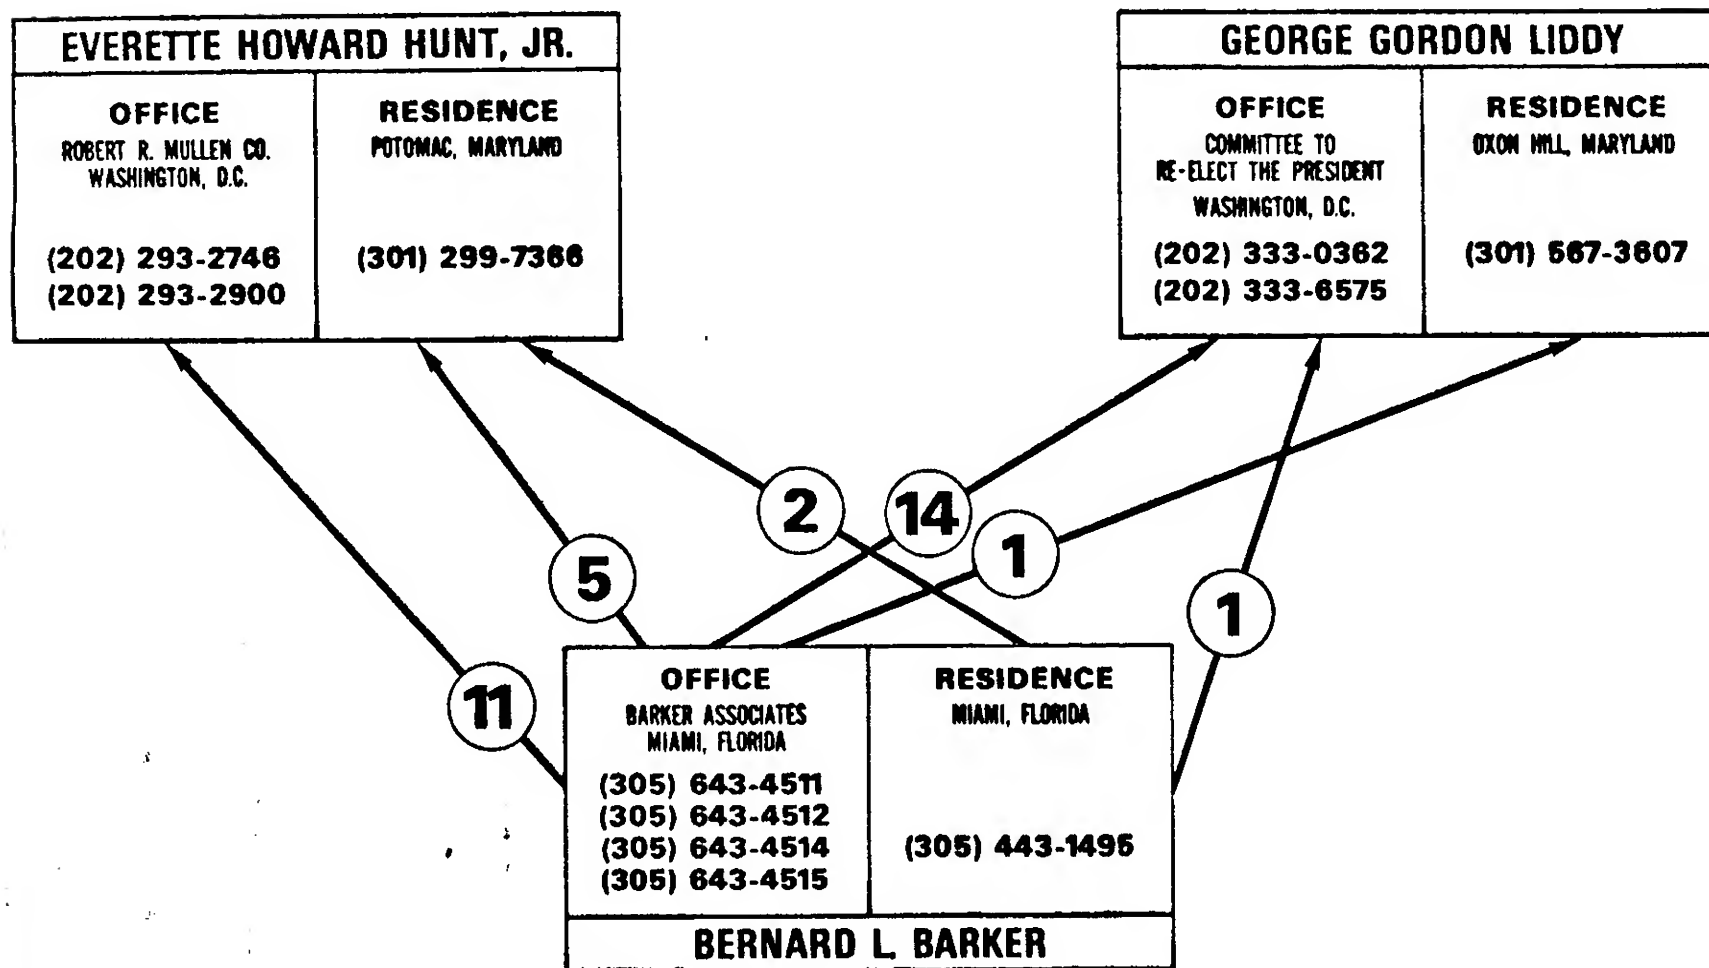 EVERETTE HOWARD HUNT, JR.
OFFICE
ROBERT R. MULLEN CO.
WASHINGTON, D.C.
(202) 293-2746
(202) 293-2900
RESIDENCE
POTOMAC, MARYLAND
(301) 299-7366
GEORGE GORDON LIDDY
OFFICE
COMMITTEE TO
RE-ELECT THE PRESIDENT
WASHINGTON, D.C.
(202) 333-0362
(202) 333-6575
RESIDENCE
OXON HILL, MARYLAND
(301) 567-3607
2
14
1
5
1
11
OFFICE
BARKER ASSOCIATES
MIAMI, FLORIDA
(305) 643-4511
(305) 643-4512
(305) 643-4514
(305) 643-4515
RESIDENCE
MIAMI, FLORIDA
(305) 443-1495
BERNARD L. BARKER